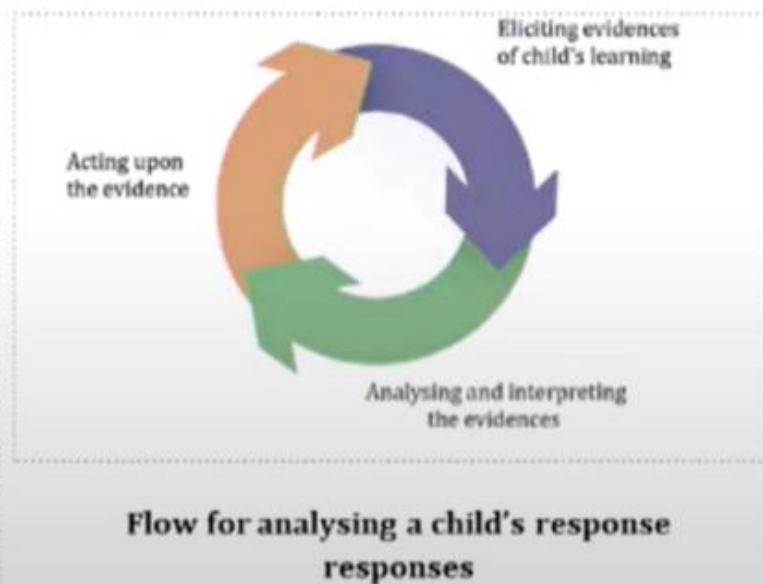 Eliciting evidences
of child's learning
Acting upon
the evidence
Analysing and interpreting
the evidences
Flow for analysing a child's response
responses